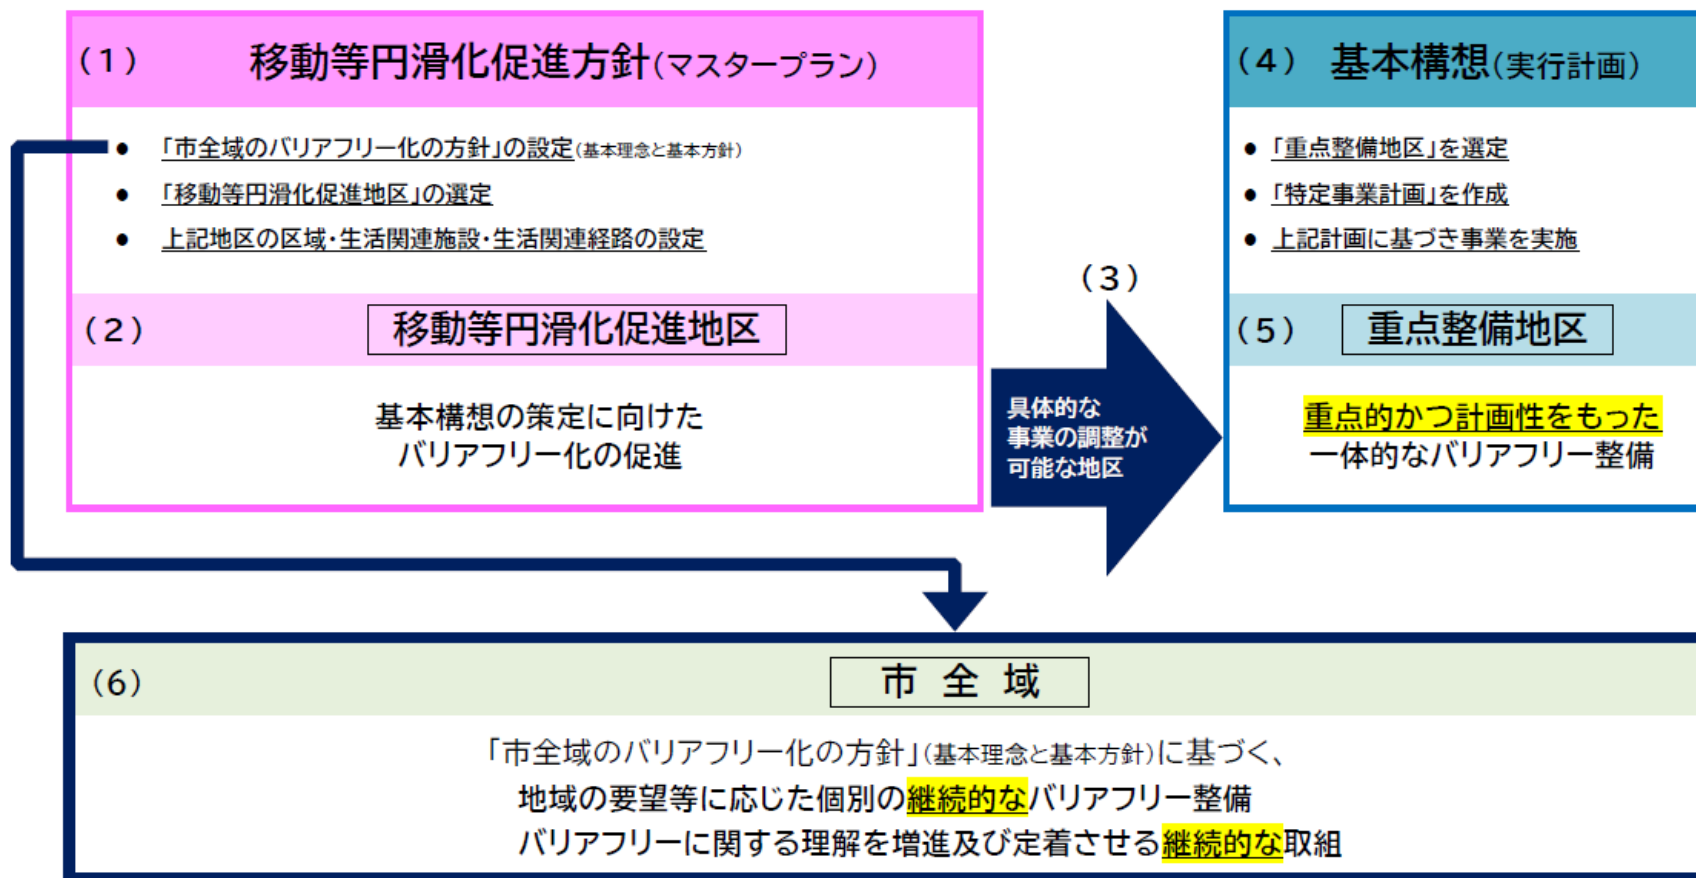 (1) 移動等円滑化促進方針(マスタープラン)
● 「市全域のバリアフリー化の方針」の設定(基本理念と基本方針)
● 「移動等円滑化促進地区」の選定
● 上記地区の区域・生活関連施設・生活関連経路の設定
(2) 移動等円滑化促進地区
基本構想の策定に向けた
バリアフリー化の促進
(3)
具体的な
事業の調整が
可能な地区
(4) 基本構想(実行計画)
● 「重点整備地区」を選定
● 「特定事業計画」を作成
● 上記計画に基づき事業を実施
(5) 重点整備地区
重点的かつ計画性をもった
一体的なバリアフリー整備
(6) 市 全 域
「市全域のバリアフリー化の方針」(基本理念と基本方針)に基づく、
地域の要望等に応じた個別の継続的なバリアフリー整備
バリアフリーに関する理解を増進及び定着させる継続的な取組